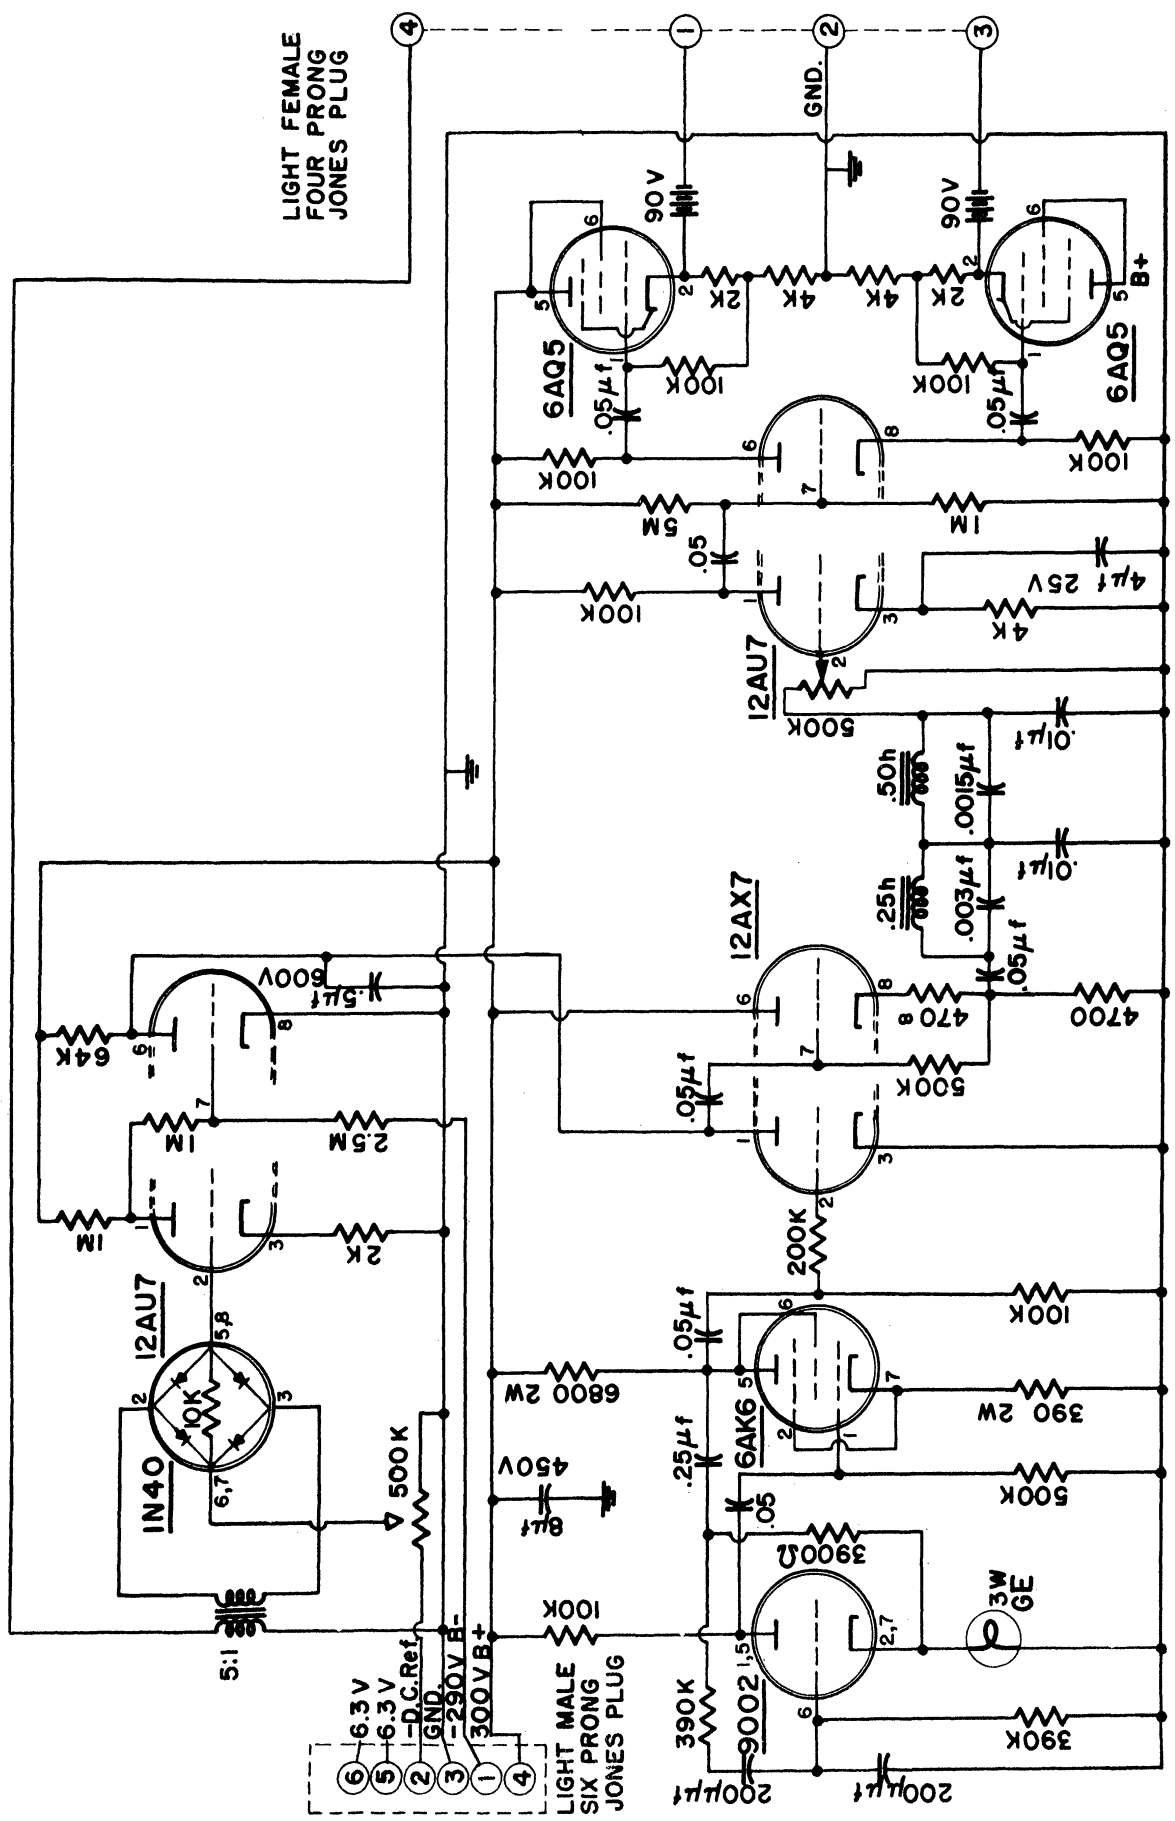 LIGHT FEMALE
FOUR PRONG
JONES PLUG
4
1
2
3
GND.
90V
90V
6AQ5
5
6
1
2
2K
4K
4K
2K
100K
100K
.05µf
.05µf
6AQ5
2
6
1
5
B+
100K
5M
.05
100K
6
7
8
1
2
3
12AU7
1M
100K
4K
4µf
25V
500K
.50h
.0015µf
.01µf
.25h
.003µf
.01µf
.05µf
12AX7
6
7
8
1
2
3
8
470
4700
500K
.05µf
200K
64K
6
600V
.5µf
8
7
1M
2.5M
1M
1
3
2K
2
12AU7
5,8
2
3
10K
6,7
1N40
5:1
500K
6.3V
6.3V
-D.C.Ref.
GND.
-290V B-
300V B+
6
5
2
3
1
4
LIGHT MALE
SIX PRONG
JONES PLUG
8µf
450V
6800 2W
100K
.05µf
.25µf
.05
6AK6
5
6
7
2
1
100K
390 2W
500K
3900Ω
390K
9002
1,5
2,7
6
3W
GE
390K
200µµf
200µµf